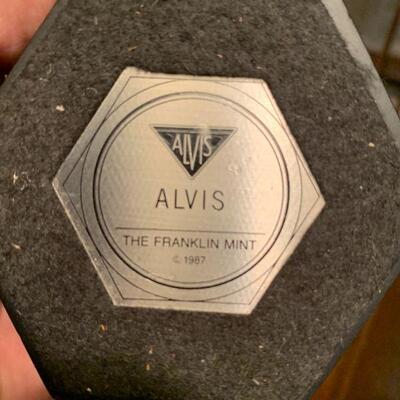 ALVIS
ALVIS
THE FRANKLIN MINT
© 1987